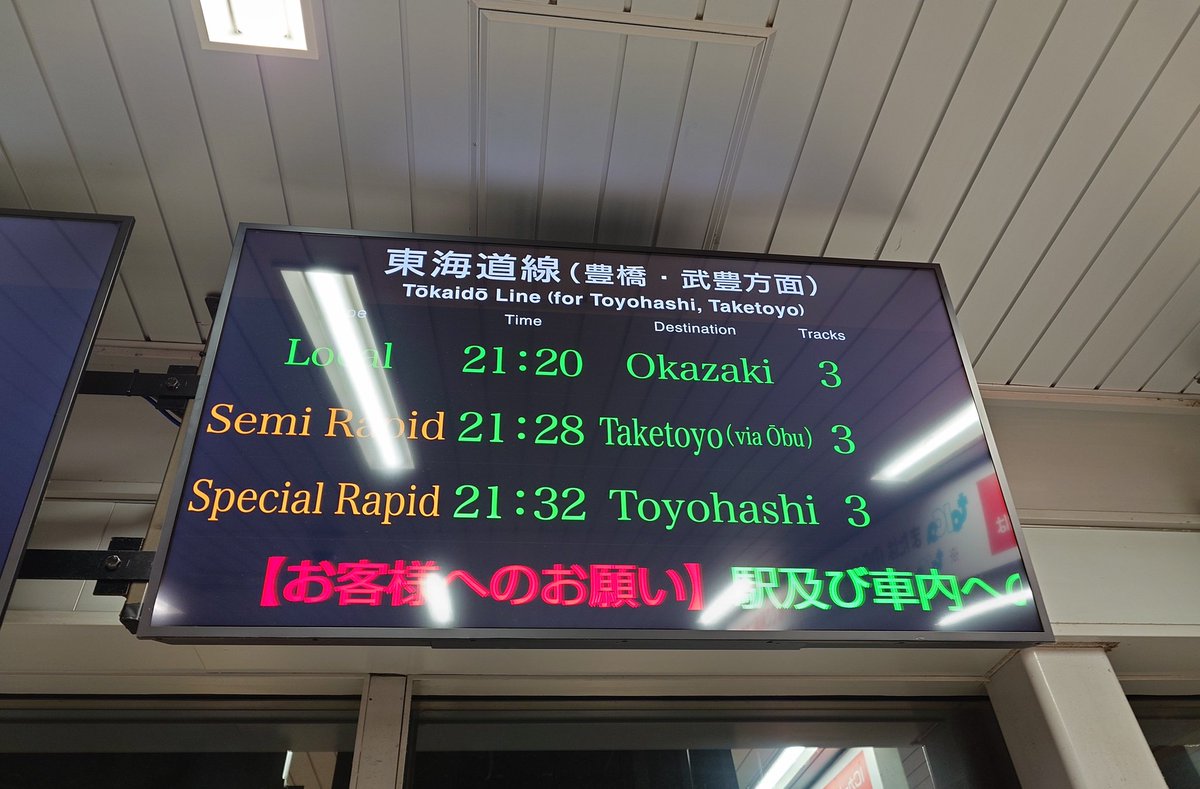 東海道線(豊橋・武豊方面)
Tōkaidō Line (for Toyohashi, Taketoyo)
Time Destination Tracks
Local 21:20 Okazaki 3
Semi Rapid 21:28 Taketoyo(via Ōbu) 3
Special Rapid 21:32 Toyohashi 3
【お客様へのお願い】 駅及び車内へ